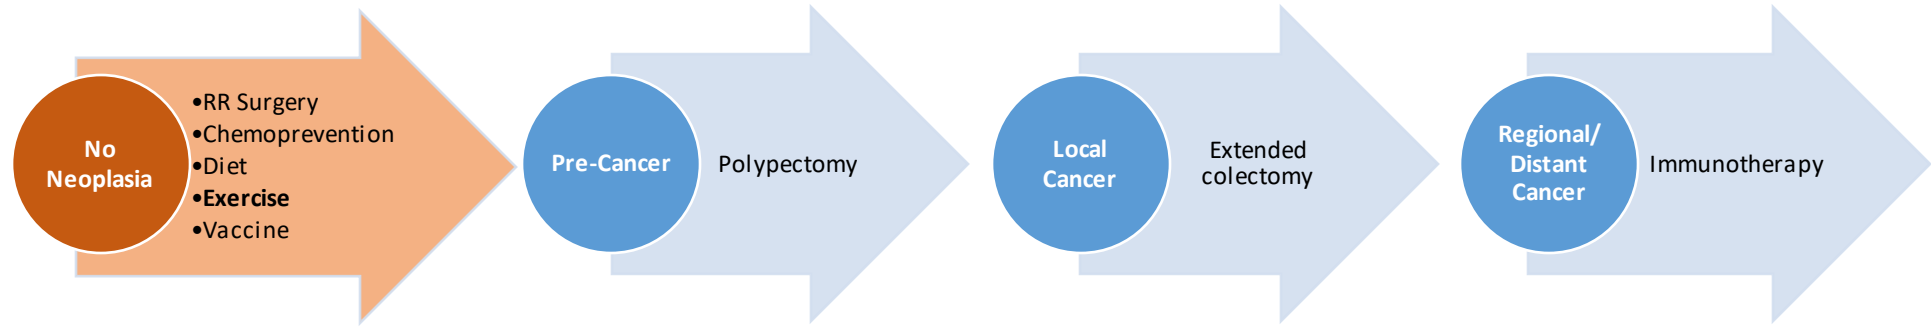 No
Neoplasia
•RR Surgery
•Chemoprevention
•Diet
•Exercise
•Vaccine
Pre-Cancer
Polypectomy
Local
Cancer
Extended
colectomy
Regional/
Distant
Cancer
Immunotherapy